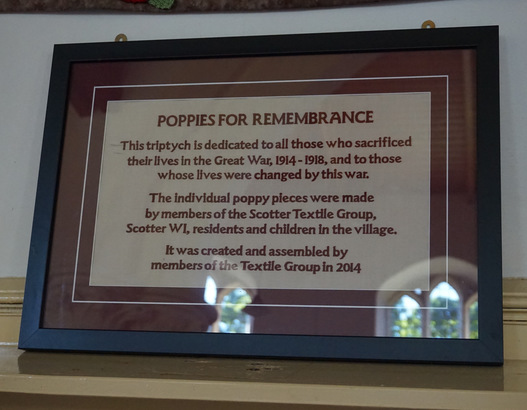 POPPIES FOR REMEMBRANCE
This triptych is dedicated to all those who sacrificed
their lives in the Great War, 1914 - 1918, and to those
whose lives were changed by this war.
The individual poppy pieces were made
by members of the Scotter Textile Group,
Scotter WI, residents and children in the village.
It was created and assembled by
members of the Textile Group in 2014